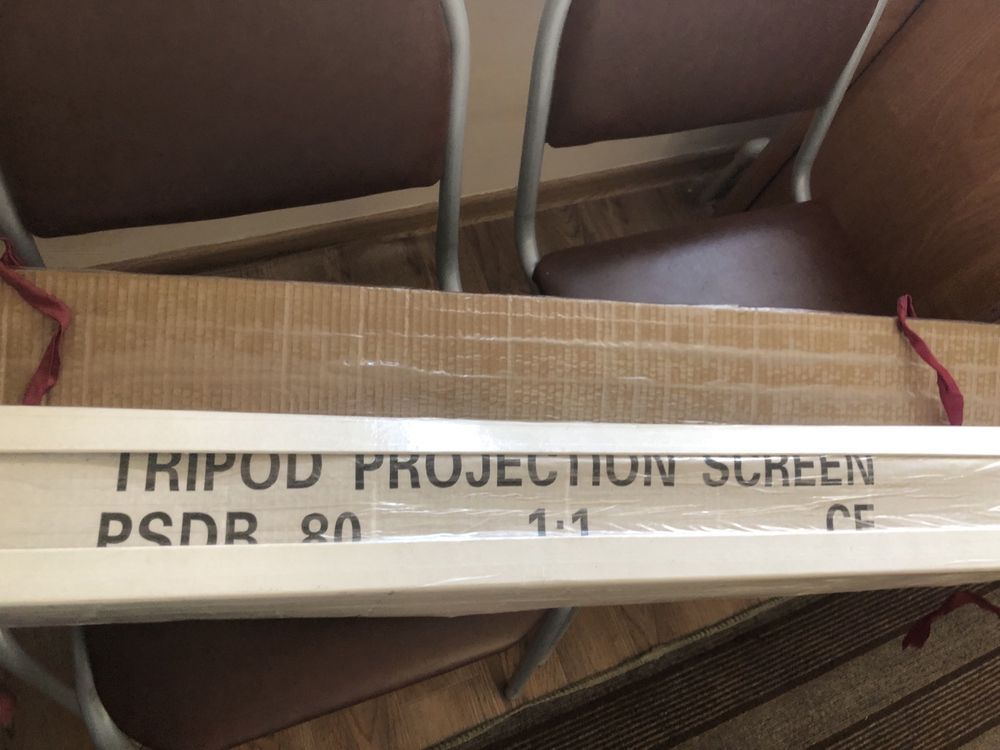 TRIPOD PROJECTION SCREEN
PSDB 80 1:1 CE